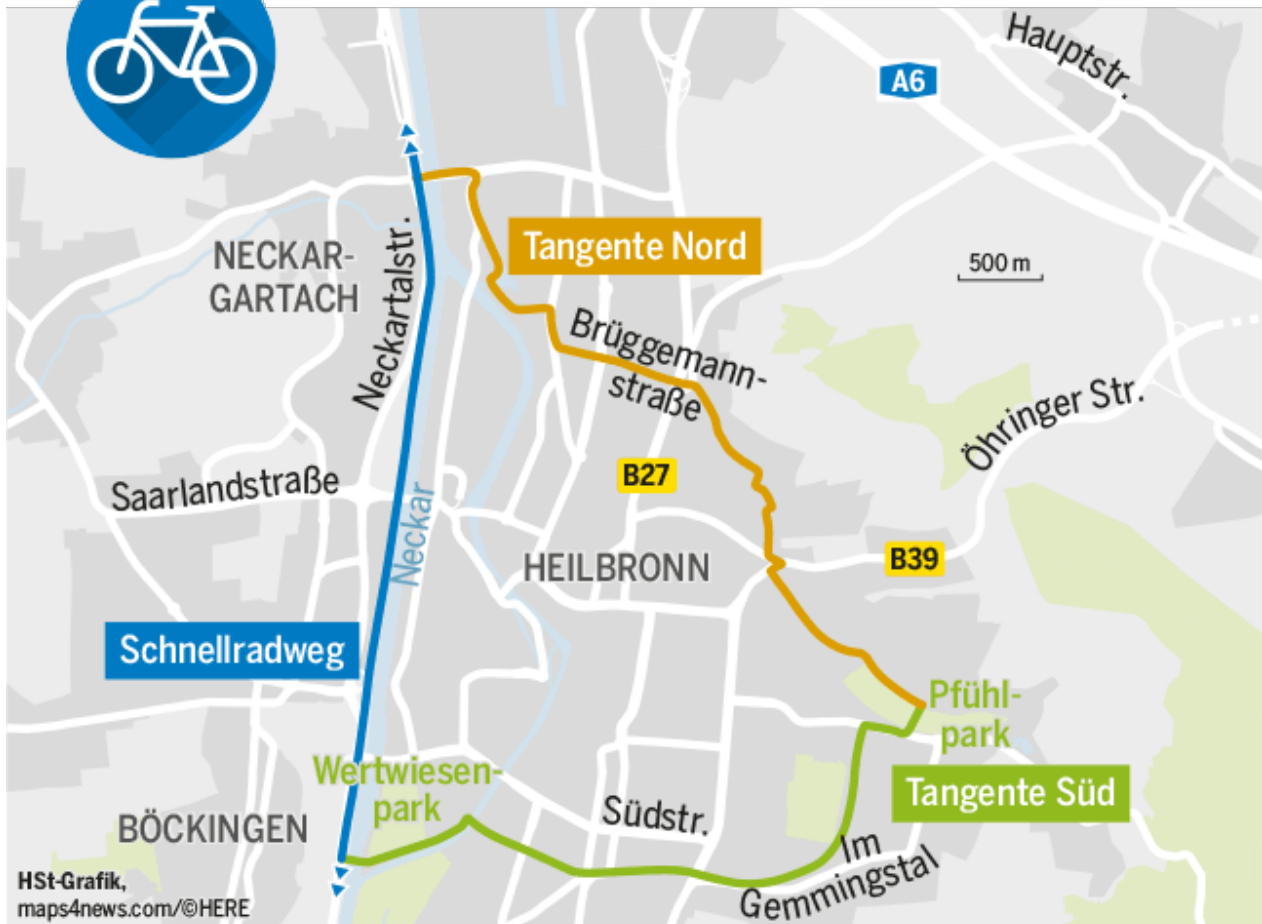 Hauptstr.
A6
Tangente Nord
NECKAR-
GARTACH
500 m
Neckartalstr.
Brüggemann-
straße
Öhringer Str.
Saarlandstraße
B27
Neckar
HEILBRONN
B39
Schnellradweg
Pfühl-
park
Wertwiesen-
park
Tangente Süd
Südstr.
BÖCKINGEN
Im
Gemmingstal
HSt-Grafik,
maps4news.com/©HERE